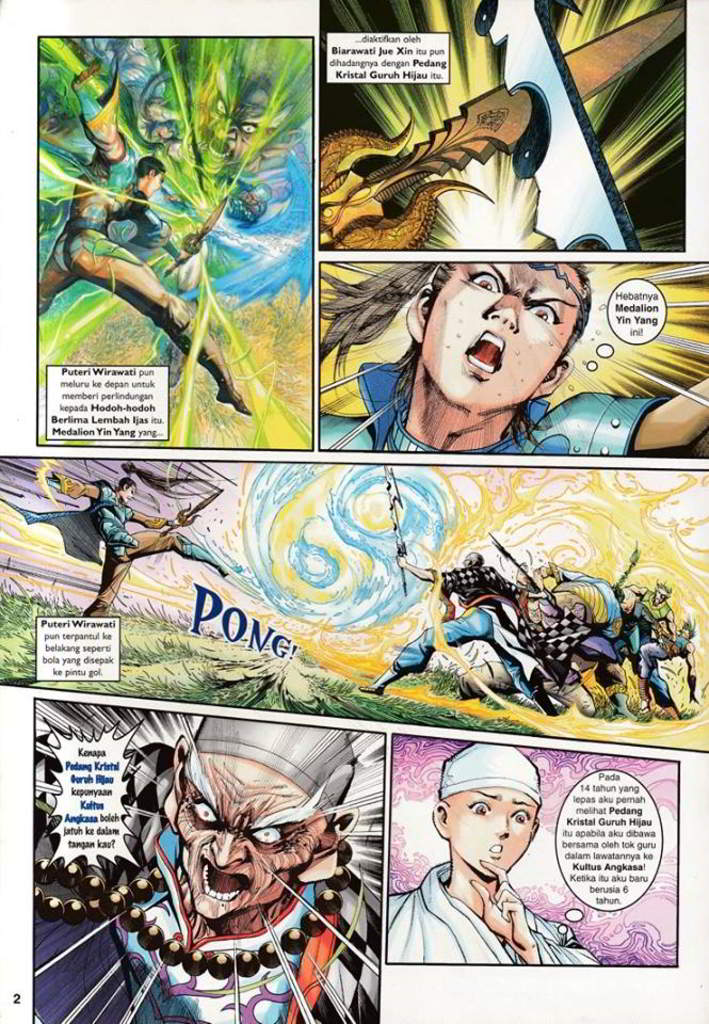 Puteri Wirawati pun
meluru ke depan untuk
memberi perlindungan
kepada Hodoh-hodoh
Berlima Lembah Ijas itu.
Medalion Yin Yang yang...
...diaktifkan oleh
Biarawati Jue Xin itu pun
dihadangnya dengan Pedang
Kristal Guruh Hijau itu.
Hebatnya
Medalion
Yin Yang
ini!
Puteri Wirawati
pun terpantul ke
belakang seperti
bola yang disepak
ke pintu gol.
PONG!
Kenapa
Pedang Kristal
Guruh Hijau
kepunyaan
Kultus
Angkasa boleh
jatuh ke dalam
tangan kau?
Pada
14 tahun yang
lepas aku pernah
melihat Pedang
Kristal Guruh Hijau
itu apabila aku dibawa
bersama oleh tok guru
dalam lawatannya ke
Kultus Angkasa!
Ketika itu aku baru
berusia 6
tahun.
2